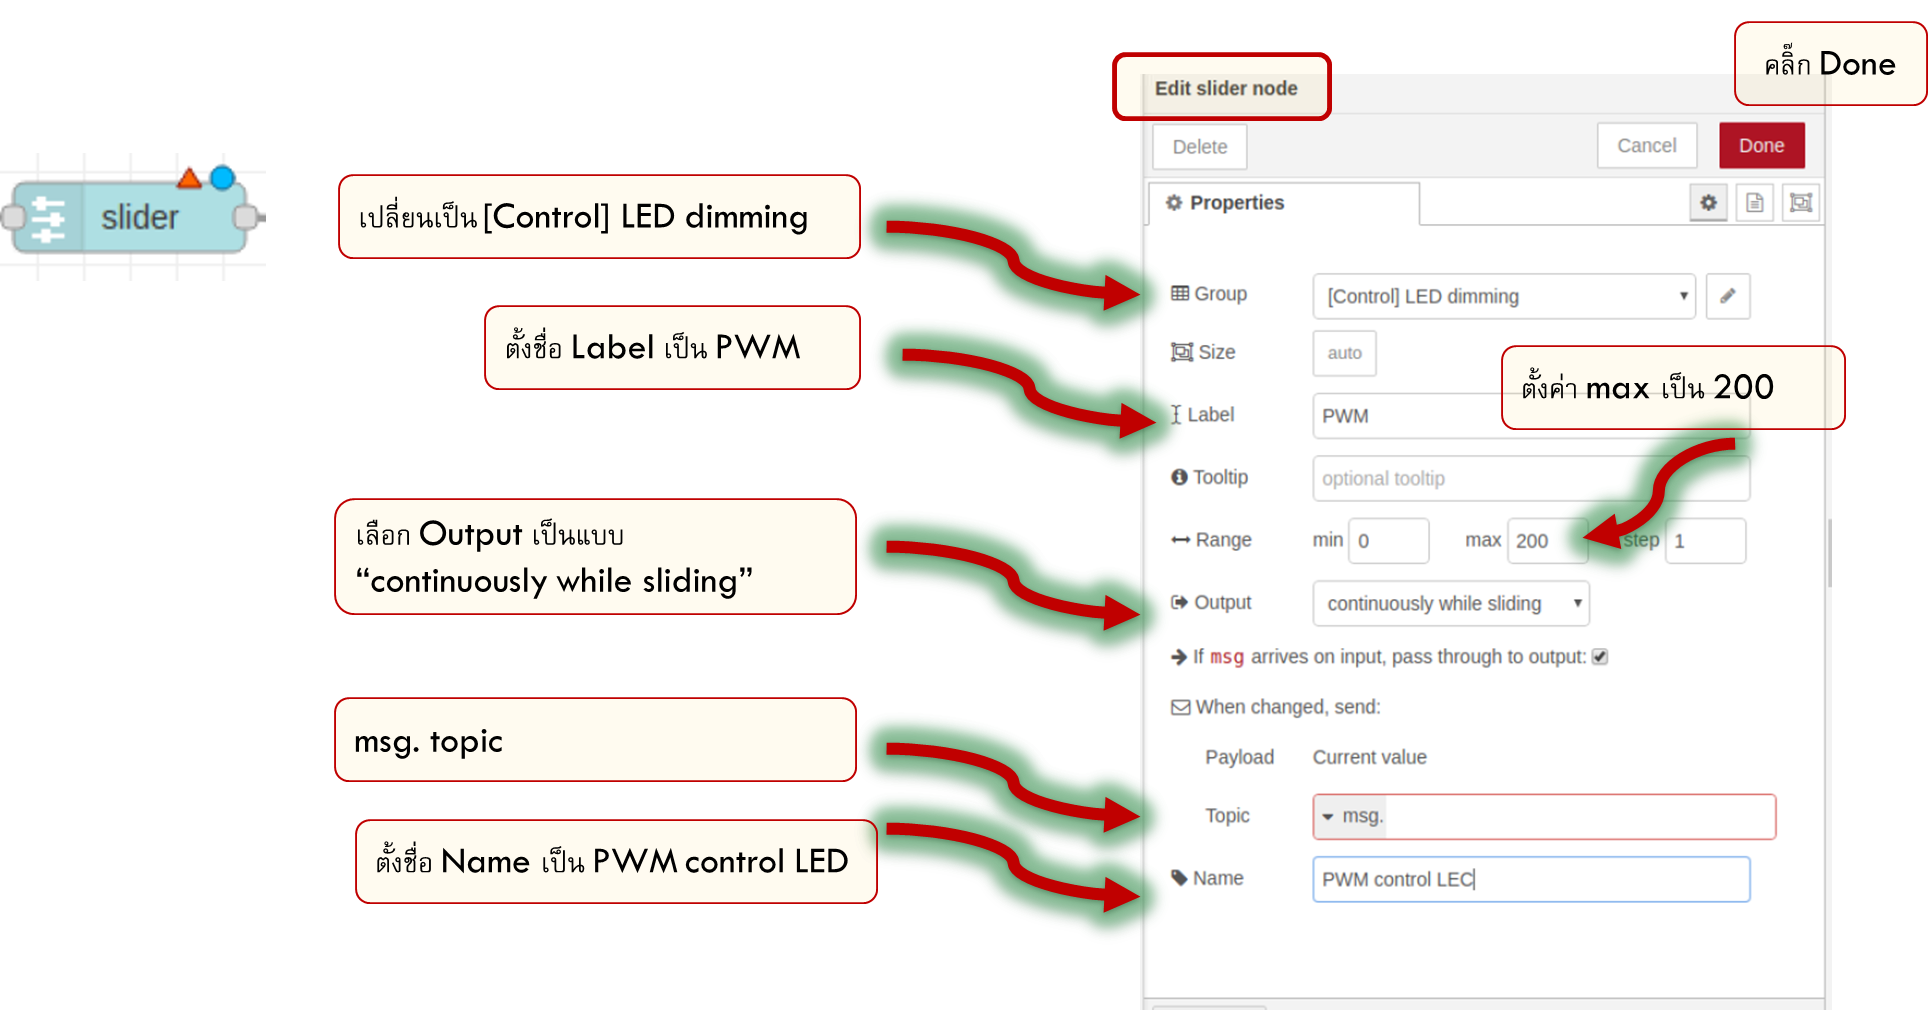 คลิ๊ก Done
Edit slider node
Delete
Cancel
Done
slider
เปลี่ยนเป็น [Control] LED dimming
Properties
Group
[Control] LED dimming
ตั้งชื่อ Label เป็น PWM
Size
auto
ตั้งค่า max เป็น 200
Label
PWM
Tooltip
optional tooltip
เลือก Output เป็นแบบ
“continuously while sliding”
Range
min 0
max 200
step 1
Output
continuously while sliding
If msg arrives on input, pass through to output:
When changed, send:
msg. topic
Payload
Current value
Topic
msg.
ตั้งชื่อ Name เป็น PWM control LED
Name
PWM control LEC